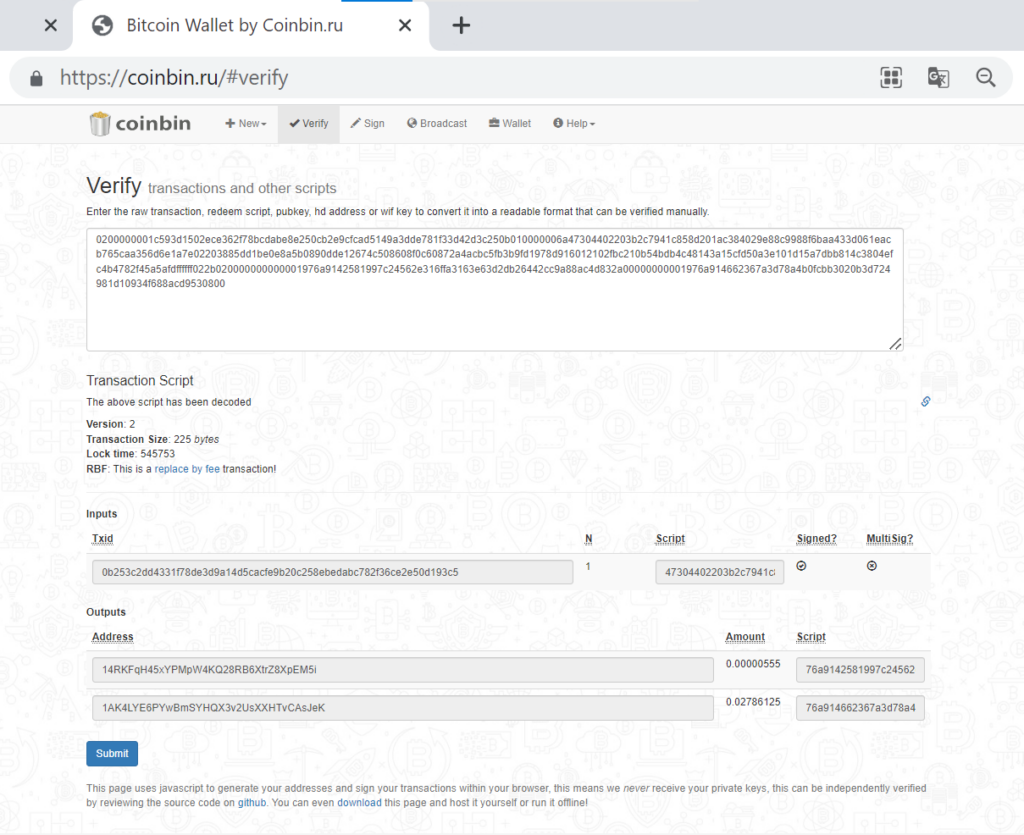 Bitcoin Wallet by Coinbin.ru
https://coinbin.ru/#verify
coinbin
New
Verify
Sign
Broadcast
Wallet
Help
Verify transactions and other scripts
Enter the raw transaction, redeem script, pubkey, hd address or wif key to convert it into a readable format that can be verified manually.
0200000001c593d1502ece362f78bcdabe8e250cb2e9cfcad5149a3dde781f33d42d3c250b010000006a47304402203b2c7941c858d201ac384029e88c9988f6baa433d061eac
b765caa356d6e1a7e02203885dd1be0e8a5b0890dde12674c508608f0c60872a4acbc5fb3b9fd1978d916012102fbc210b54bdb4c48143a15cfd50a3e101d15a7dbb814c3804ef
c4b4782f45a5afdffffff022b020000000000001976a9142581997c24562e316ffa3163e63d2db26442cc9a88ac4d832a00000000001976a914662367a3d78a4b0fcbb3020b3d724
981d10934f688acd9530800
Transaction Script
The above script has been decoded
Version: 2
Transaction Size: 225 bytes
Lock time: 545753
RBF: This is a replace by fee transaction!
Inputs
Txid N Script Signed? MultiSig?
0b253c2dd4331f78de3d9a14d5cacfe9b20c258ebedabc782f36ce2e50d193c5 1 47304402203b2c7941c8
Outputs
Address Amount Script
14RKFqH45xYPMpW4KQ28RB6XtrZ8XpEM5i 0.00000555 76a9142581997c24562
1AK4LYE6PYwBmSYHQX3v2UsXXHTvCAsJeK 0.02786125 76a914662367a3d78a4
Submit
This page uses javascript to generate your addresses and sign your transactions within your browser, this means we never receive your private keys, this can be independently verified
by reviewing the source code on github. You can even download this page and host it yourself or run it offline!